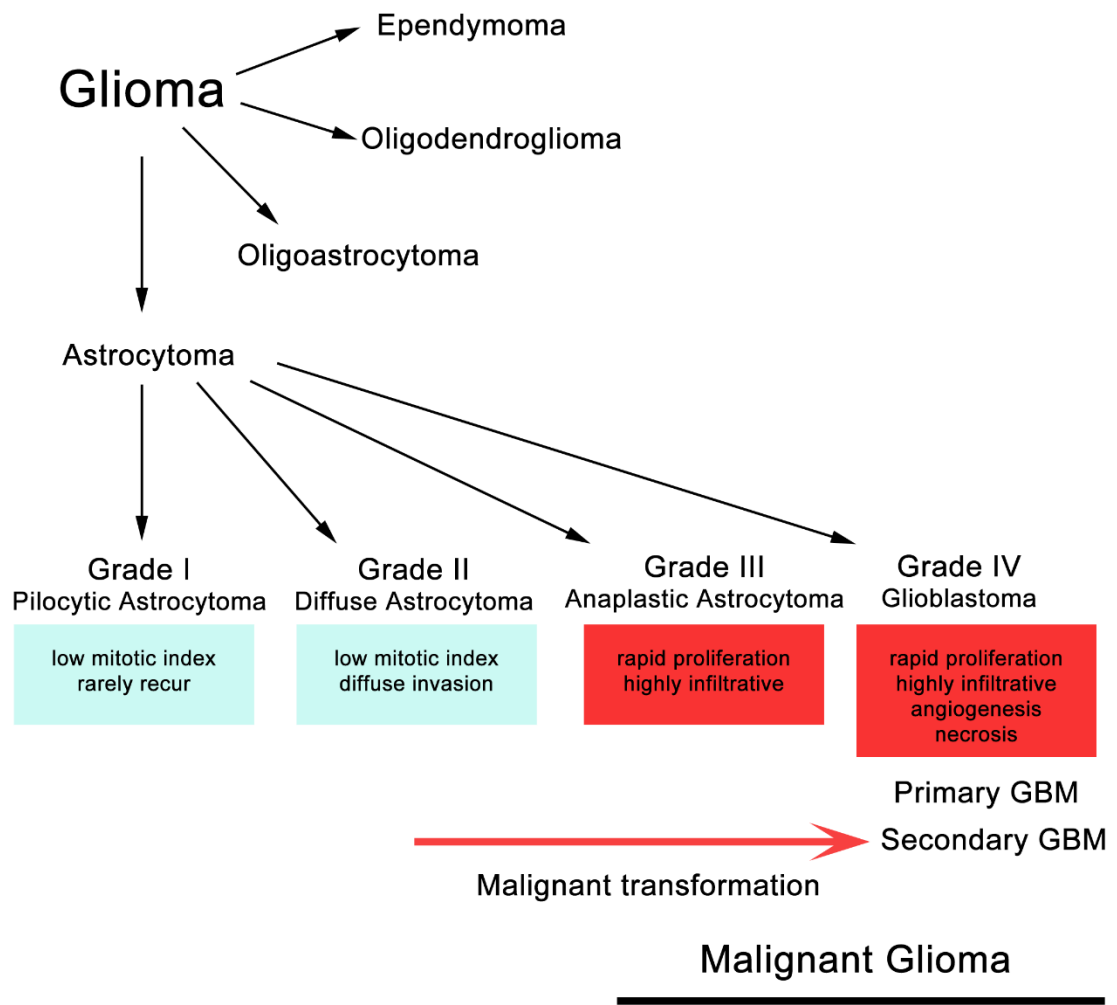 Ependymoma
Glioma
Oligodendroglioma
Oligoastrocytoma
Astrocytoma
Grade I
Pilocytic Astrocytoma
low mitotic index
rarely recur
Grade II
Diffuse Astrocytoma
low mitotic index
diffuse invasion
Grade III
Anaplastic Astrocytoma
rapid proliferation
highly infiltrative
Grade IV
Glioblastoma
rapid proliferation
highly infiltrative
angiogenesis
necrosis
Primary GBM
Secondary GBM
Malignant transformation
Malignant Glioma